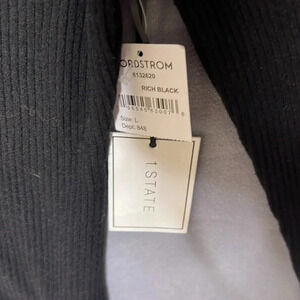 ORDSTROM
6132620
RICH BLACK
Size: L
Dept: 848
1.STATE